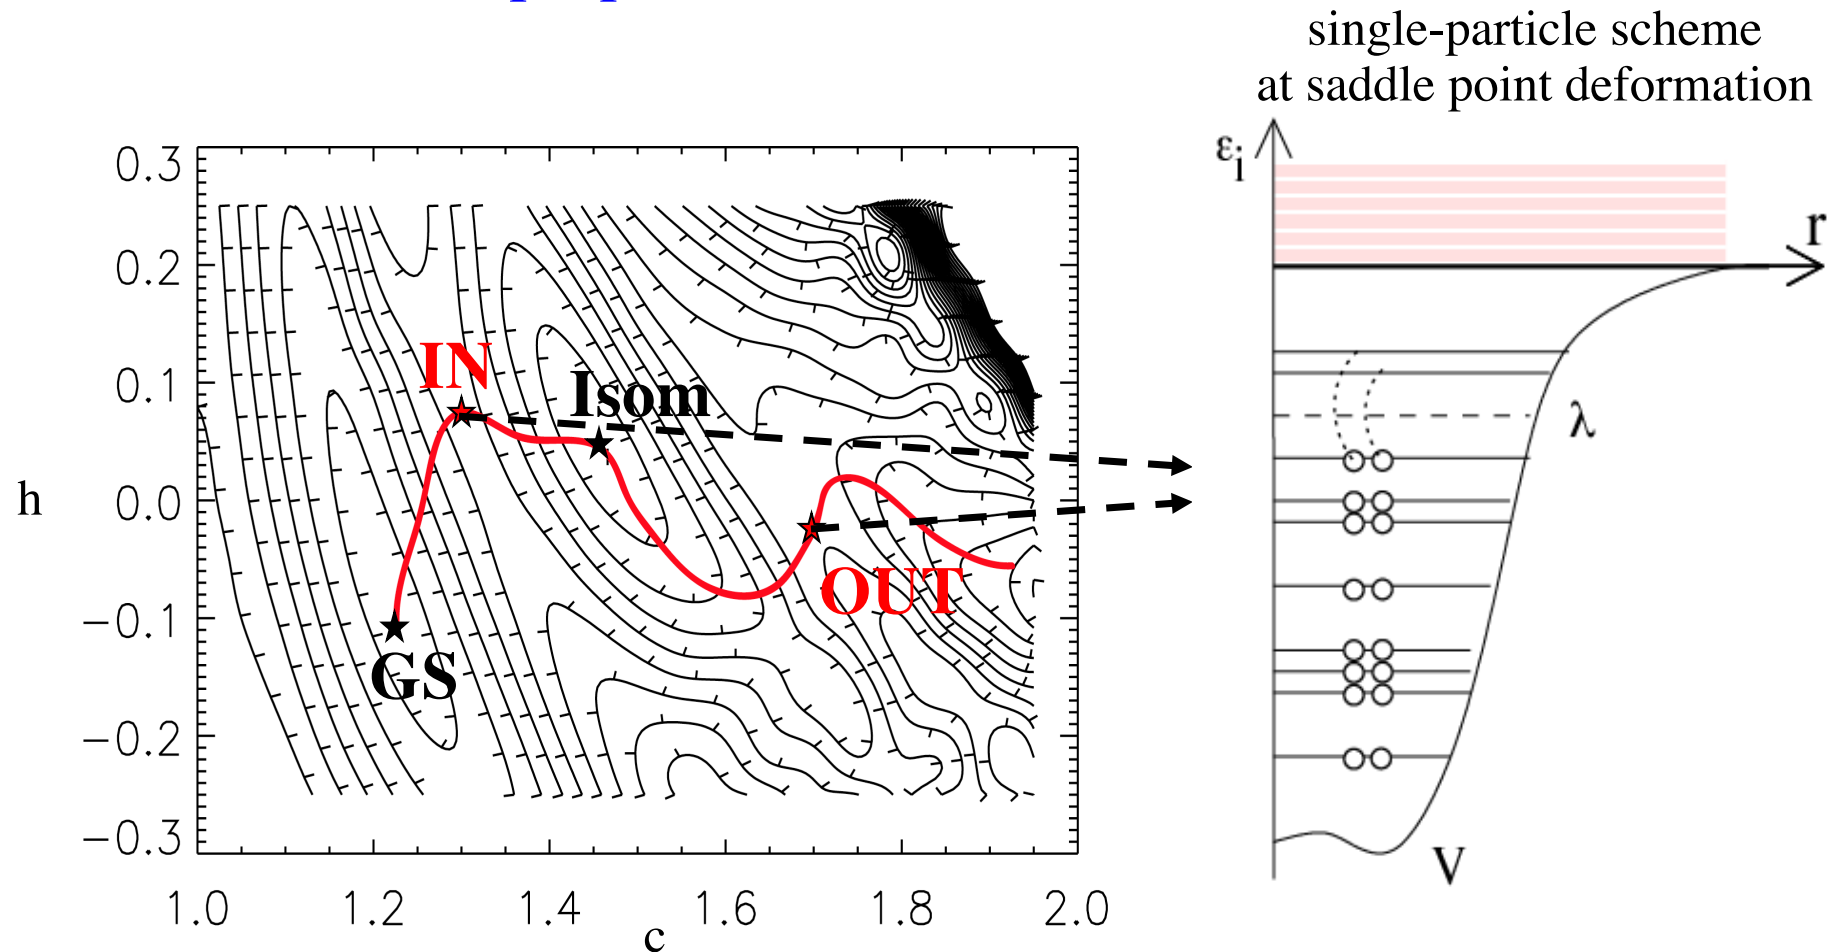 single-particle scheme
at saddle point deformation
0.3
0.2
0.1
0.0
−0.1
−0.2
−0.3
h
1.0
1.2
1.4
1.6
1.8
2.0
c
IN
Isom
OUT
GS
εi
r
λ
V